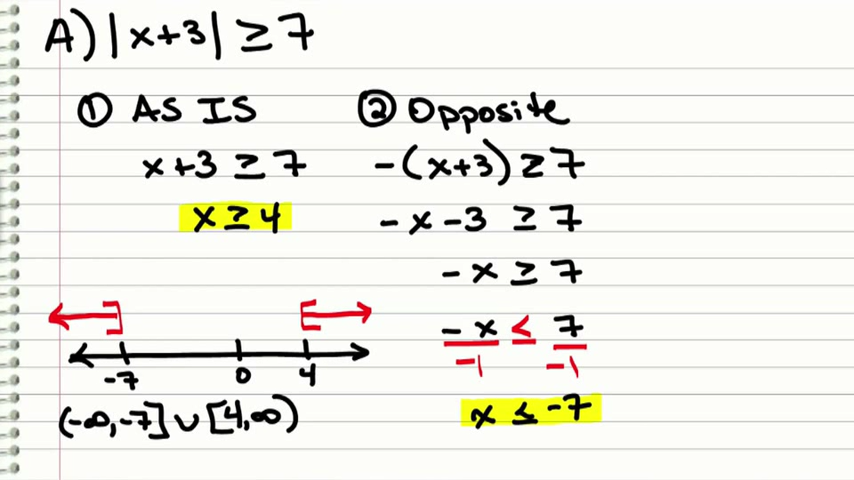 A) |x+3| ≥ 7
① AS IS
x+3 ≥ 7
x ≥ 4
② Opposite
-(x+3) ≥ 7
-x-3 ≥ 7
-x ≥ 7
-x ≤ 7
-1 -1
x ≤ -7
-7 0 4
(-∞,-7] ∪ [4,∞)